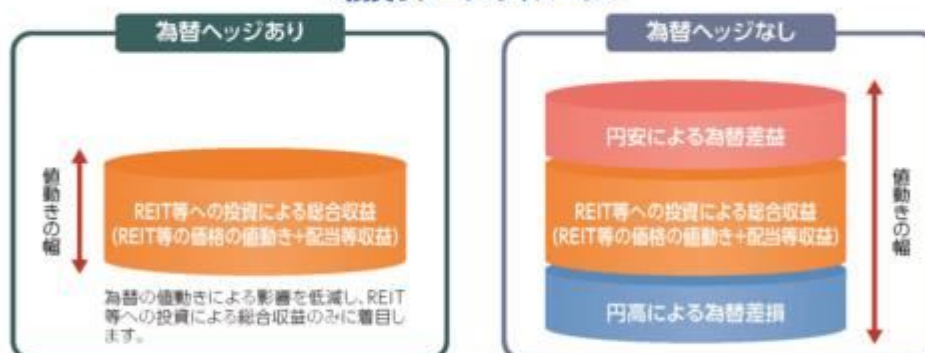 為替ヘッジあり
値動きの幅
REIT等への投資による総合収益
(REIT等の価格の値動き+配当等収益)
為替の値動きによる影響を低減し、REIT
等への投資による総合収益のみに着目し
ます。
為替ヘッジなし
円安による為替差益
REIT等への投資による総合収益
(REIT等の価格の値動き+配当等収益)
円高による為替差損
値動きの幅